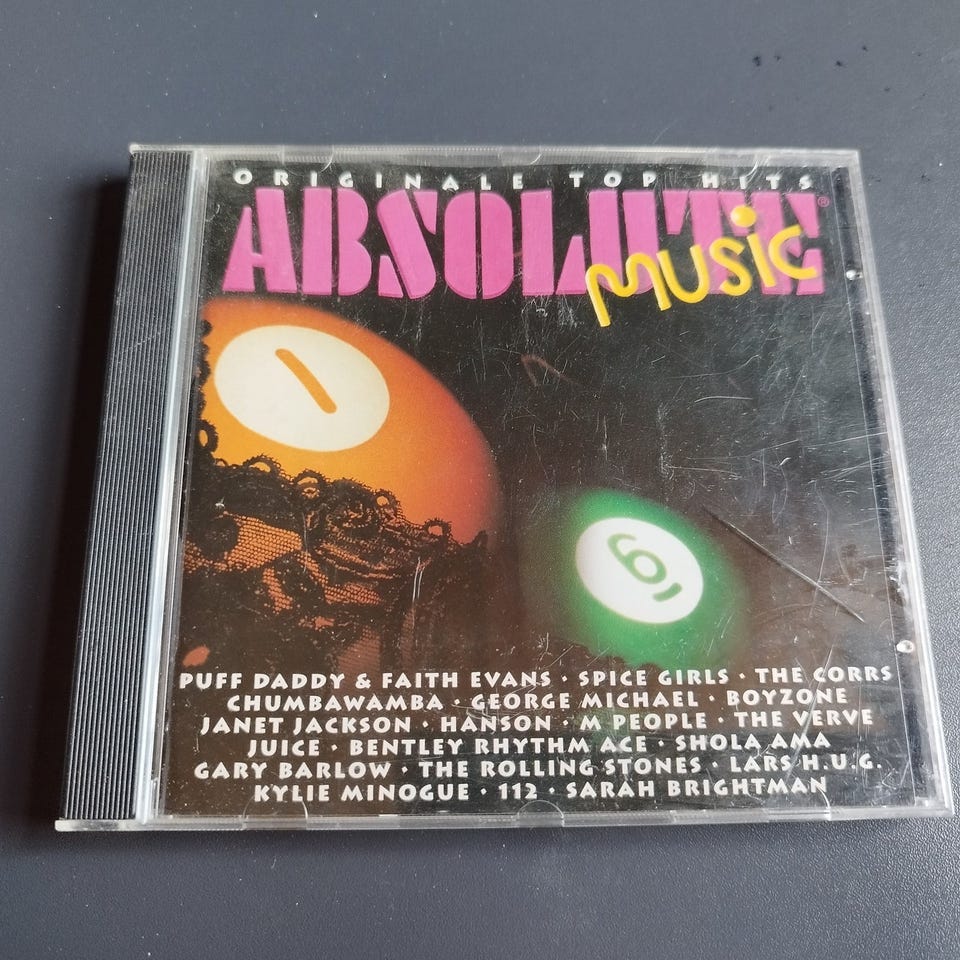 ORIGINALE TOP HITS
ABSOLUTE®
MUSIC
1
6
PUFF DADDY & FAITH EVANS · SPICE GIRLS · THE CORRS
CHUMBAWAMBA · GEORGE MICHAEL · BOYZONE
JANET JACKSON · HANSON · M PEOPLE · THE VERVE
JUICE · BENTLEY RHYTHM ACE · SHOLA AMA
GARY BARLOW · THE ROLLING STONES · LARS H.U.G.
KYLIE MINOGUE · 112 · SARAH BRIGHTMAN